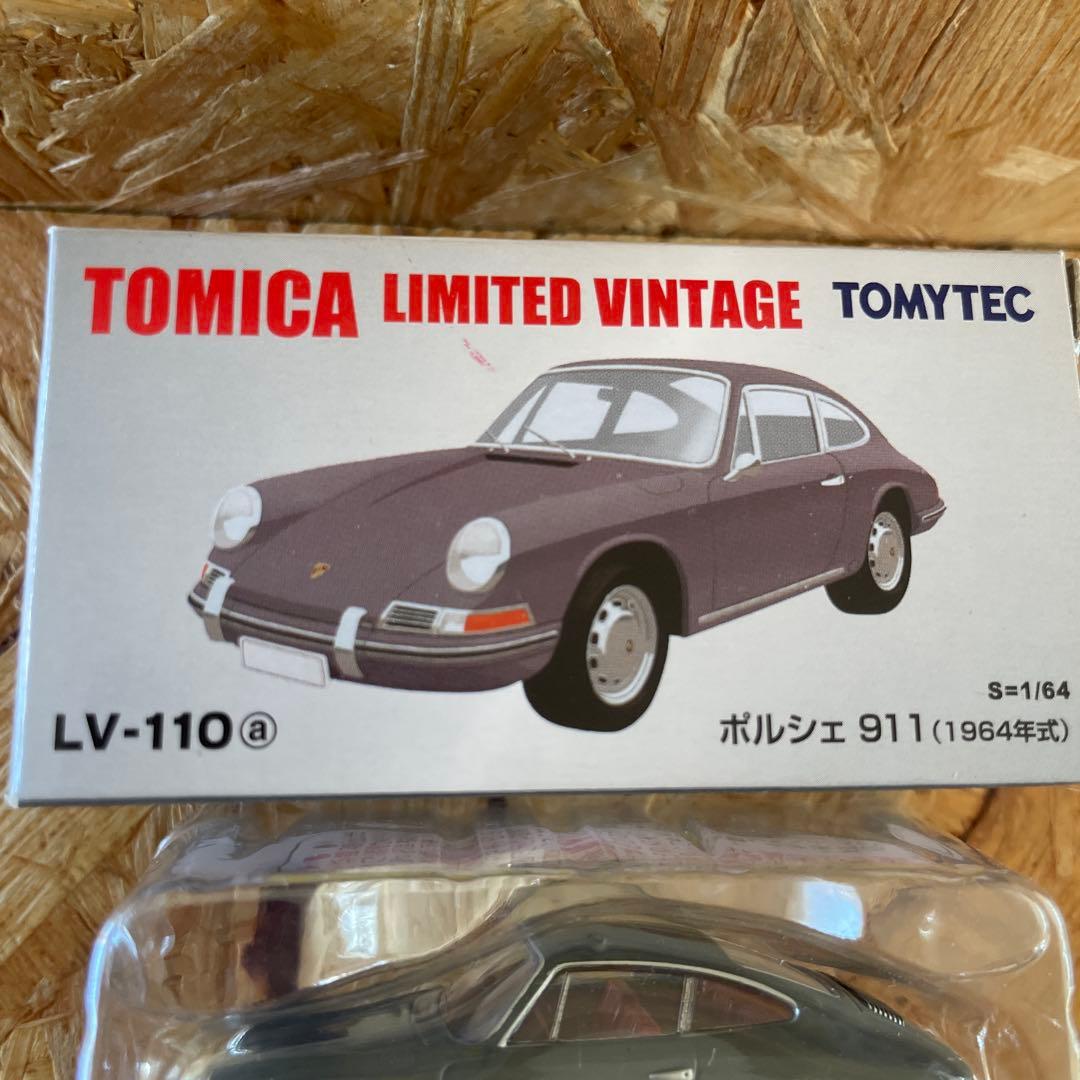 TOMICA LIMITED VINTAGE TOMYTEC
S=1/64
LV-110ⓐ ポルシェ 911(1964年式)